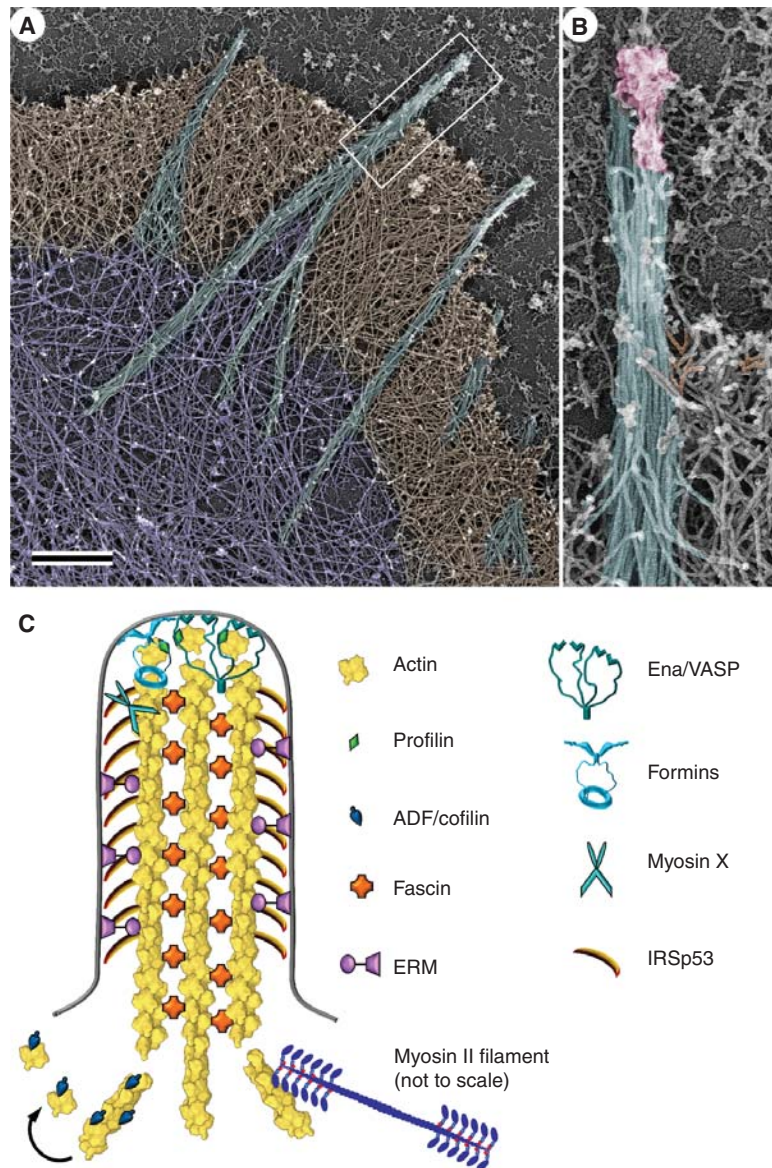 A
B
C
Actin
Profilin
ADF/cofilin
Fascin
ERM
Ena/VASP
Formins
Myosin X
IRSp53
Myosin II filament
(not to scale)